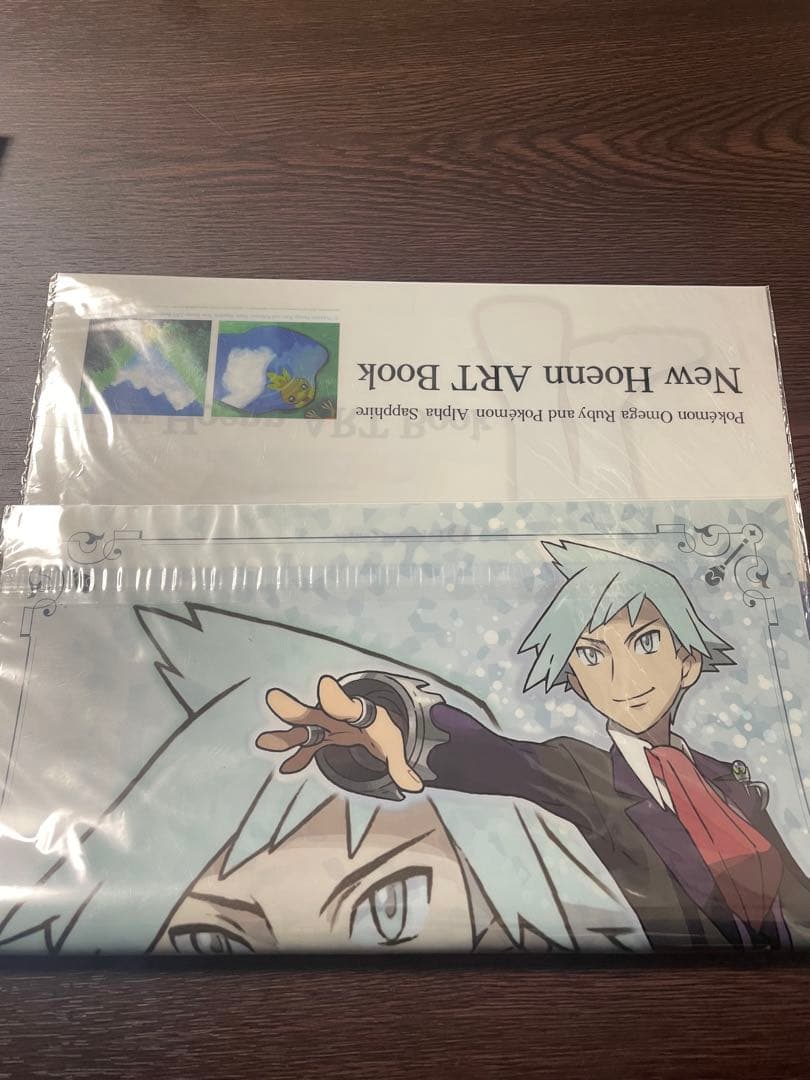 New Hoenn ART Book
Pokémon Omega Ruby and Pokémon Alpha Sapphire